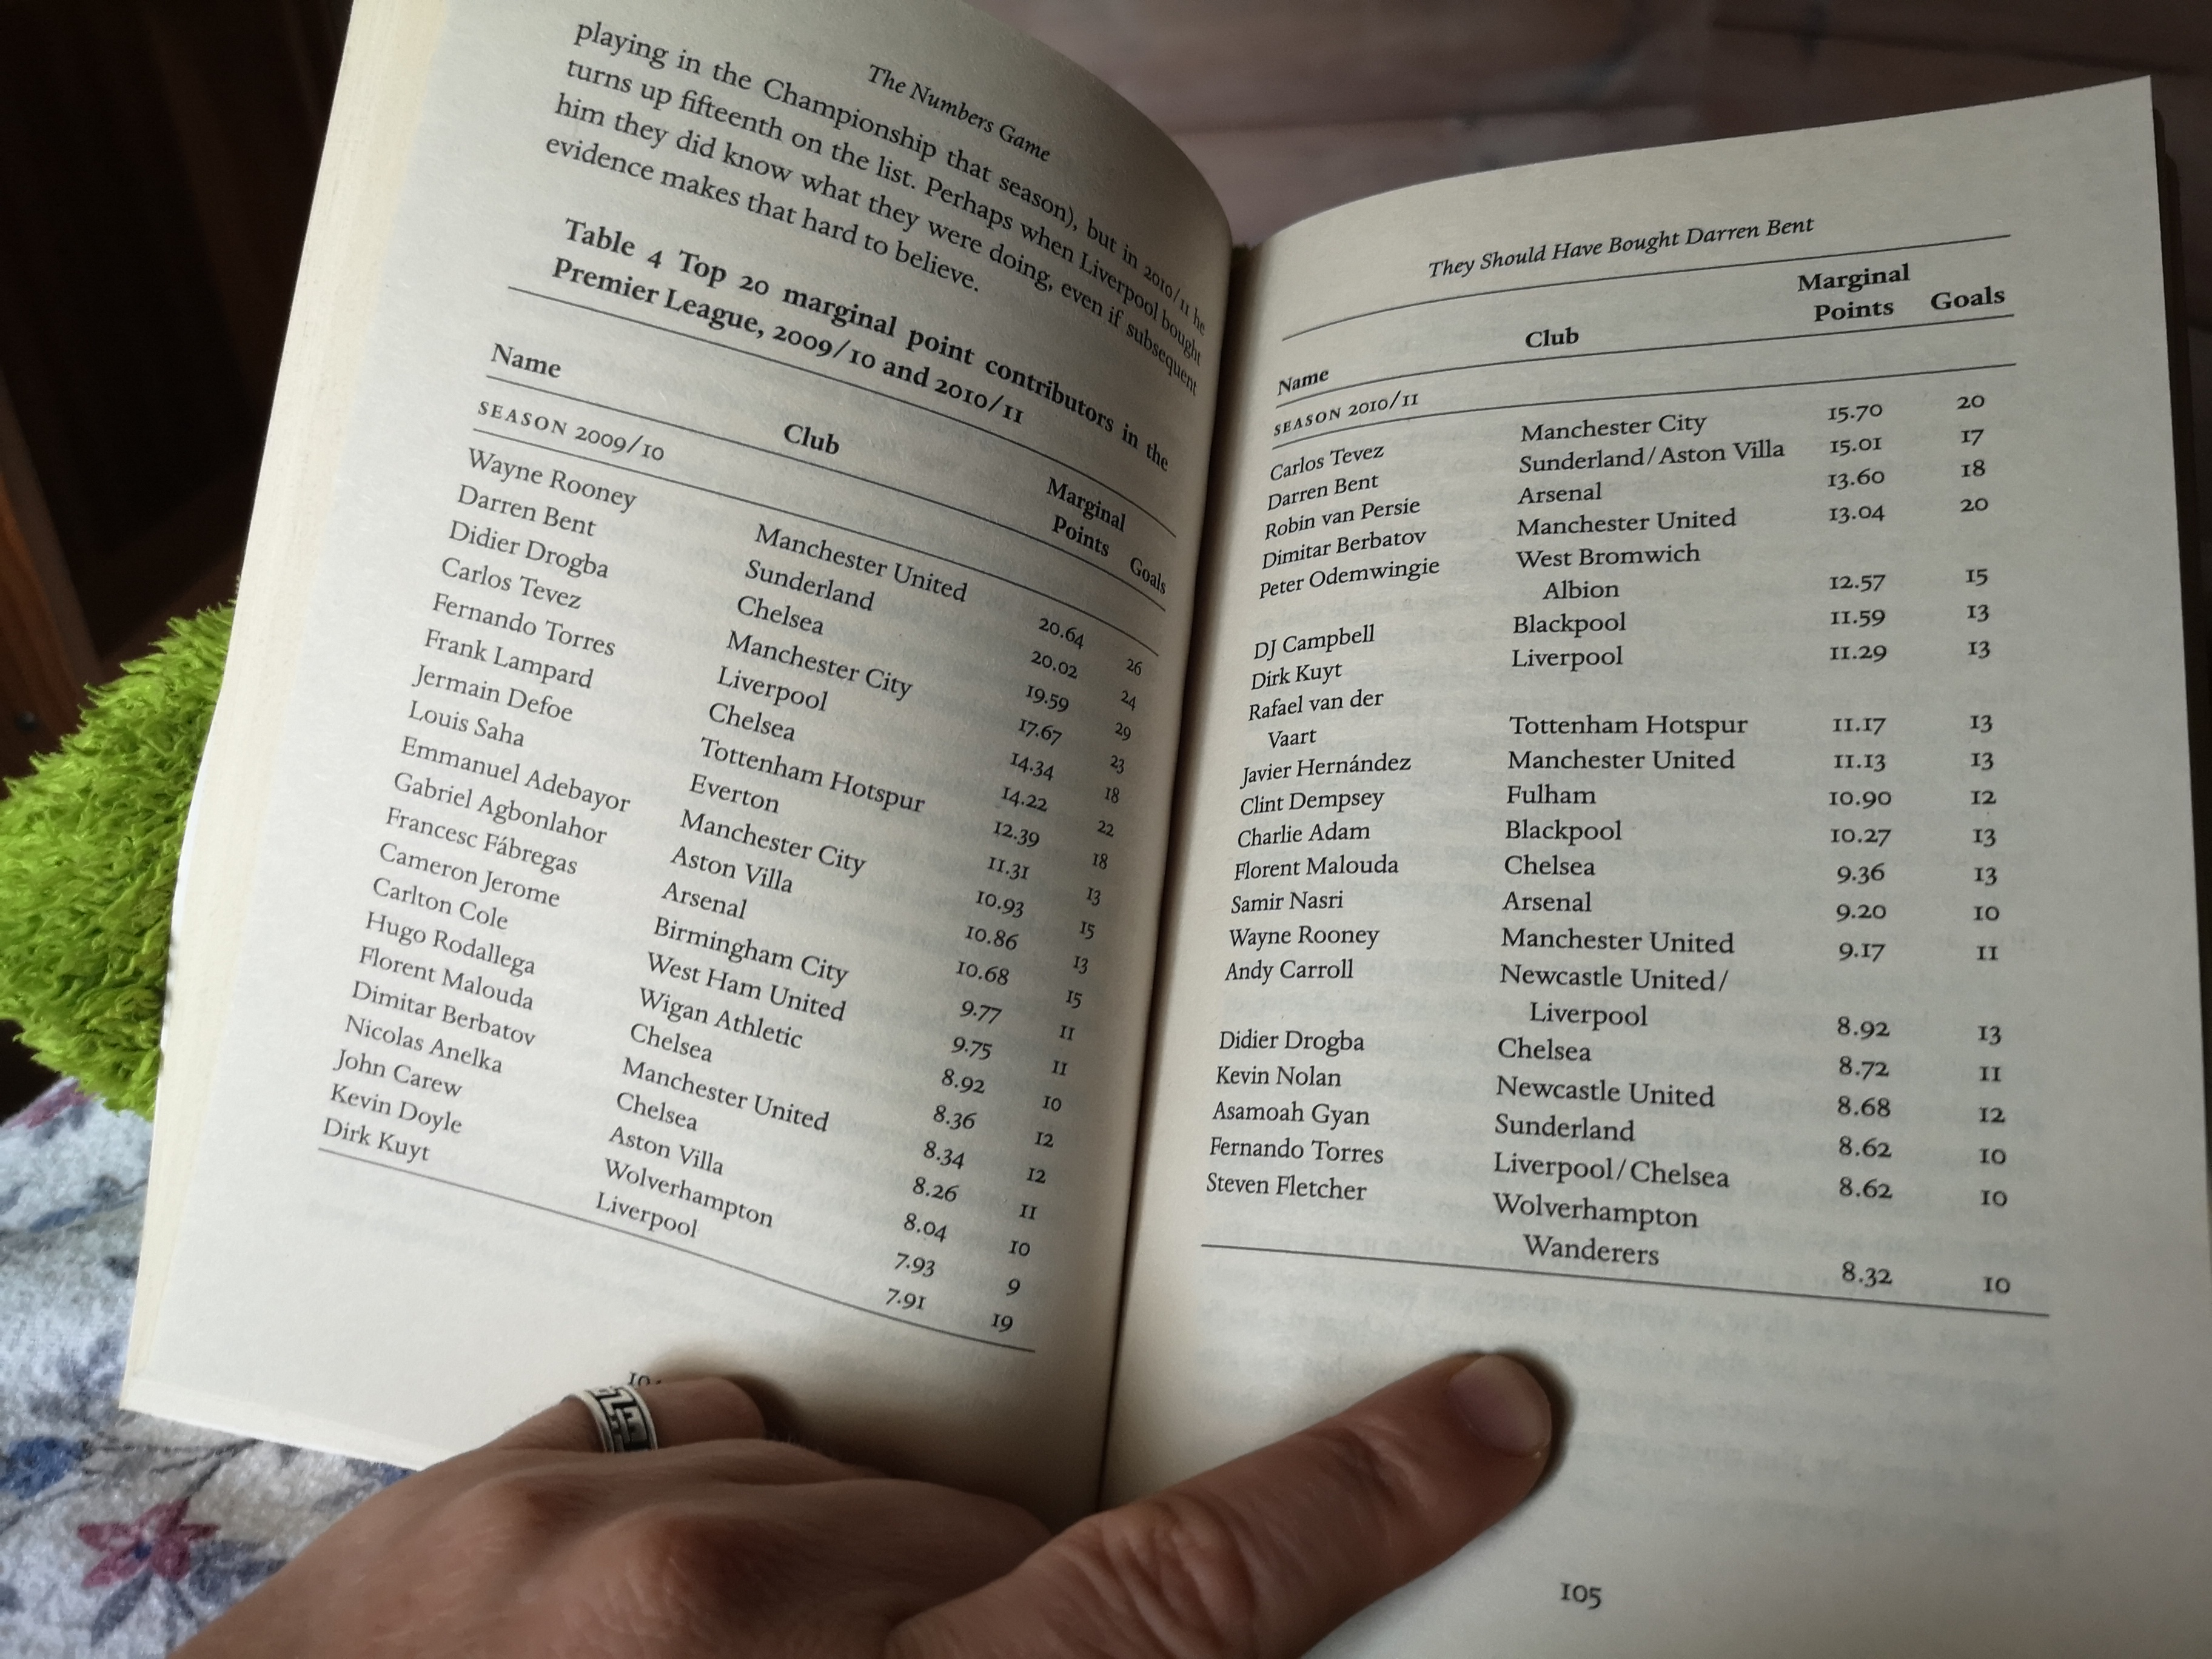 The Numbers Game
playing in the Championship that season), but in 2010/11 he
turns up fifteenth on the list. Perhaps when Liverpool bought
him they did know what they were doing, even if subsequent
evidence makes that hard to believe.
Table 4 Top 20 marginal point contributors in the
Premier League, 2009/10 and 2010/11
Name Club Marginal Points Goals
SEASON 2009/10
Wayne Rooney Manchester United 20.64 26
Darren Bent Sunderland 20.02 24
Didier Drogba Chelsea 19.59 29
Carlos Tevez Manchester City 17.67 23
Fernando Torres Liverpool 14.34 18
Frank Lampard Chelsea 14.22 22
Jermain Defoe Tottenham Hotspur 12.39 18
Louis Saha Everton 11.31 13
Emmanuel Adebayor Manchester City 10.93 15
Gabriel Agbonlahor Aston Villa 10.86 13
Francesc Fábregas Arsenal 10.68 15
Cameron Jerome Birmingham City 9.77 11
Carlton Cole West Ham United 9.75 11
Hugo Rodallega Wigan Athletic 8.92 10
Florent Malouda Chelsea 8.36 12
Dimitar Berbatov Manchester United 8.34 12
Nicolas Anelka Chelsea 8.26 11
John Carew Aston Villa 8.04 10
Kevin Doyle Wolverhampton 7.93 9
Dirk Kuyt Liverpool 7.91 19
They Should Have Bought Darren Bent
Marginal
Name Club Points Goals
SEASON 2010/11
Carlos Tevez Manchester City 15.70 20
Darren Bent Sunderland/Aston Villa 15.01 17
Robin van Persie Arsenal 13.60 18
Dimitar Berbatov Manchester United 13.04 20
Peter Odemwingie West Bromwich
Albion 12.57 15
DJ Campbell Blackpool 11.59 13
Dirk Kuyt Liverpool 11.29 13
Rafael van der
Vaart Tottenham Hotspur 11.17 13
Javier Hernández Manchester United 11.13 13
Clint Dempsey Fulham 10.90 12
Charlie Adam Blackpool 10.27 13
Florent Malouda Chelsea 9.36 13
Samir Nasri Arsenal 9.20 10
Wayne Rooney Manchester United 9.17 11
Andy Carroll Newcastle United/
Liverpool 8.92 13
Didier Drogba Chelsea 8.72 11
Kevin Nolan Newcastle United 8.68 12
Asamoah Gyan Sunderland 8.62 10
Fernando Torres Liverpool/Chelsea 8.62 10
Steven Fletcher Wolverhampton
Wanderers 8.32 10
105